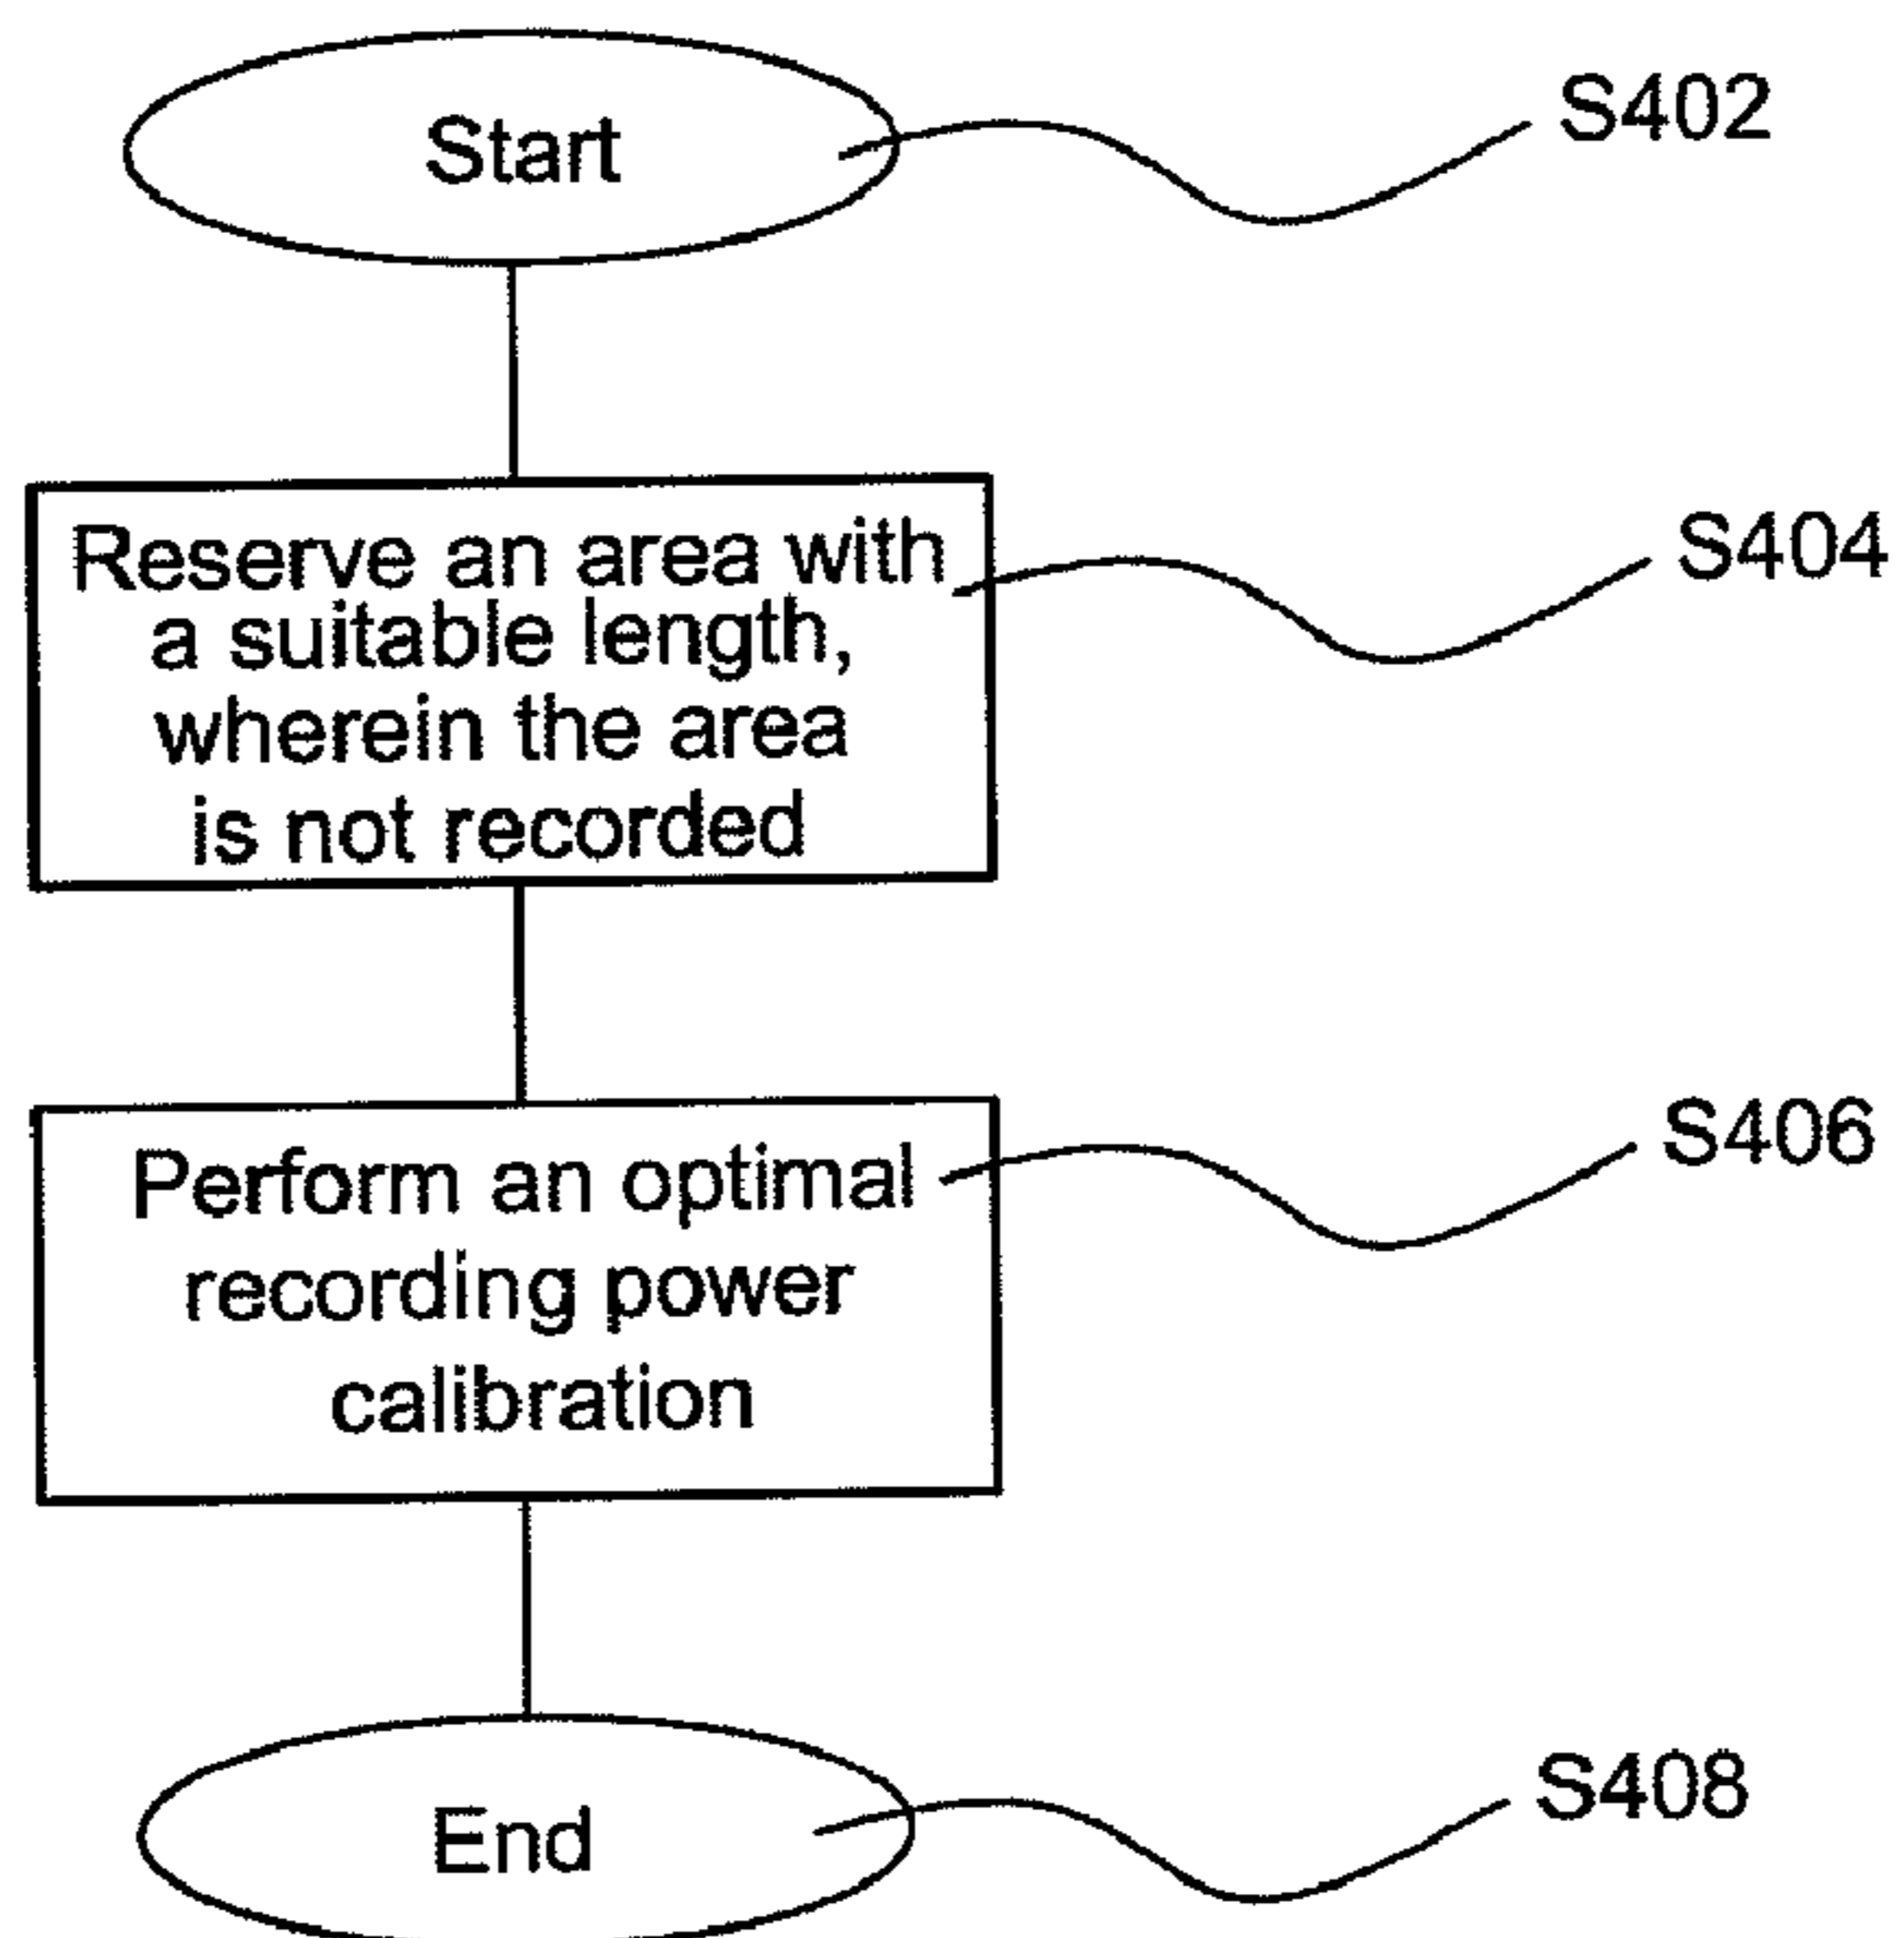 Start
S402
Reserve an area with
a suitable length,
wherein the area
is not recorded
S404
Perform an optimal
recording power
calibration
S406
End
S408